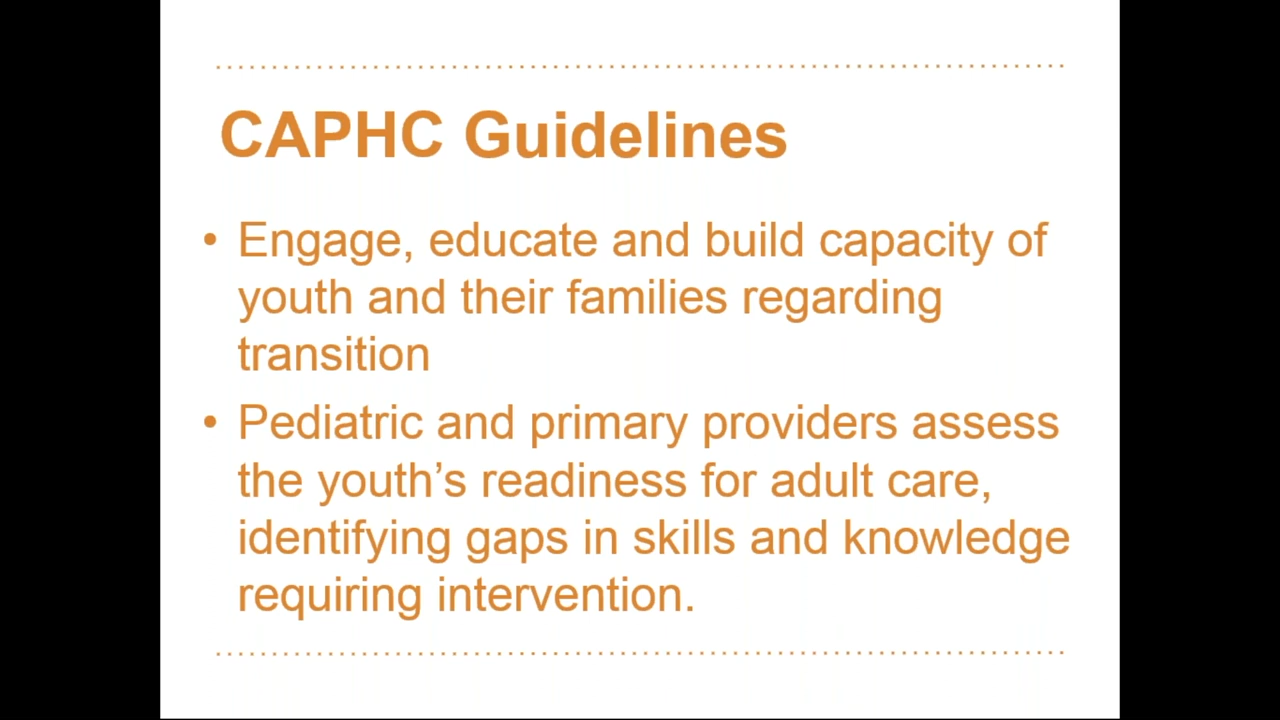 CAPHC Guidelines
• Engage, educate and build capacity of
youth and their families regarding
transition
• Pediatric and primary providers assess
the youth’s readiness for adult care,
identifying gaps in skills and knowledge
requiring intervention.